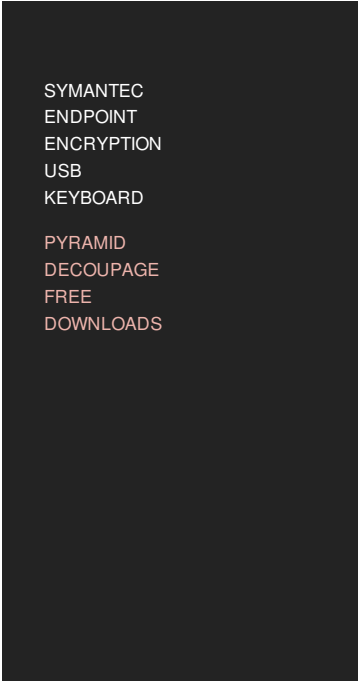 SYMANTEC
ENDPOINT
ENCRYPTION
USB
KEYBOARD
PYRAMID
DECOUPAGE
FREE
DOWNLOADS